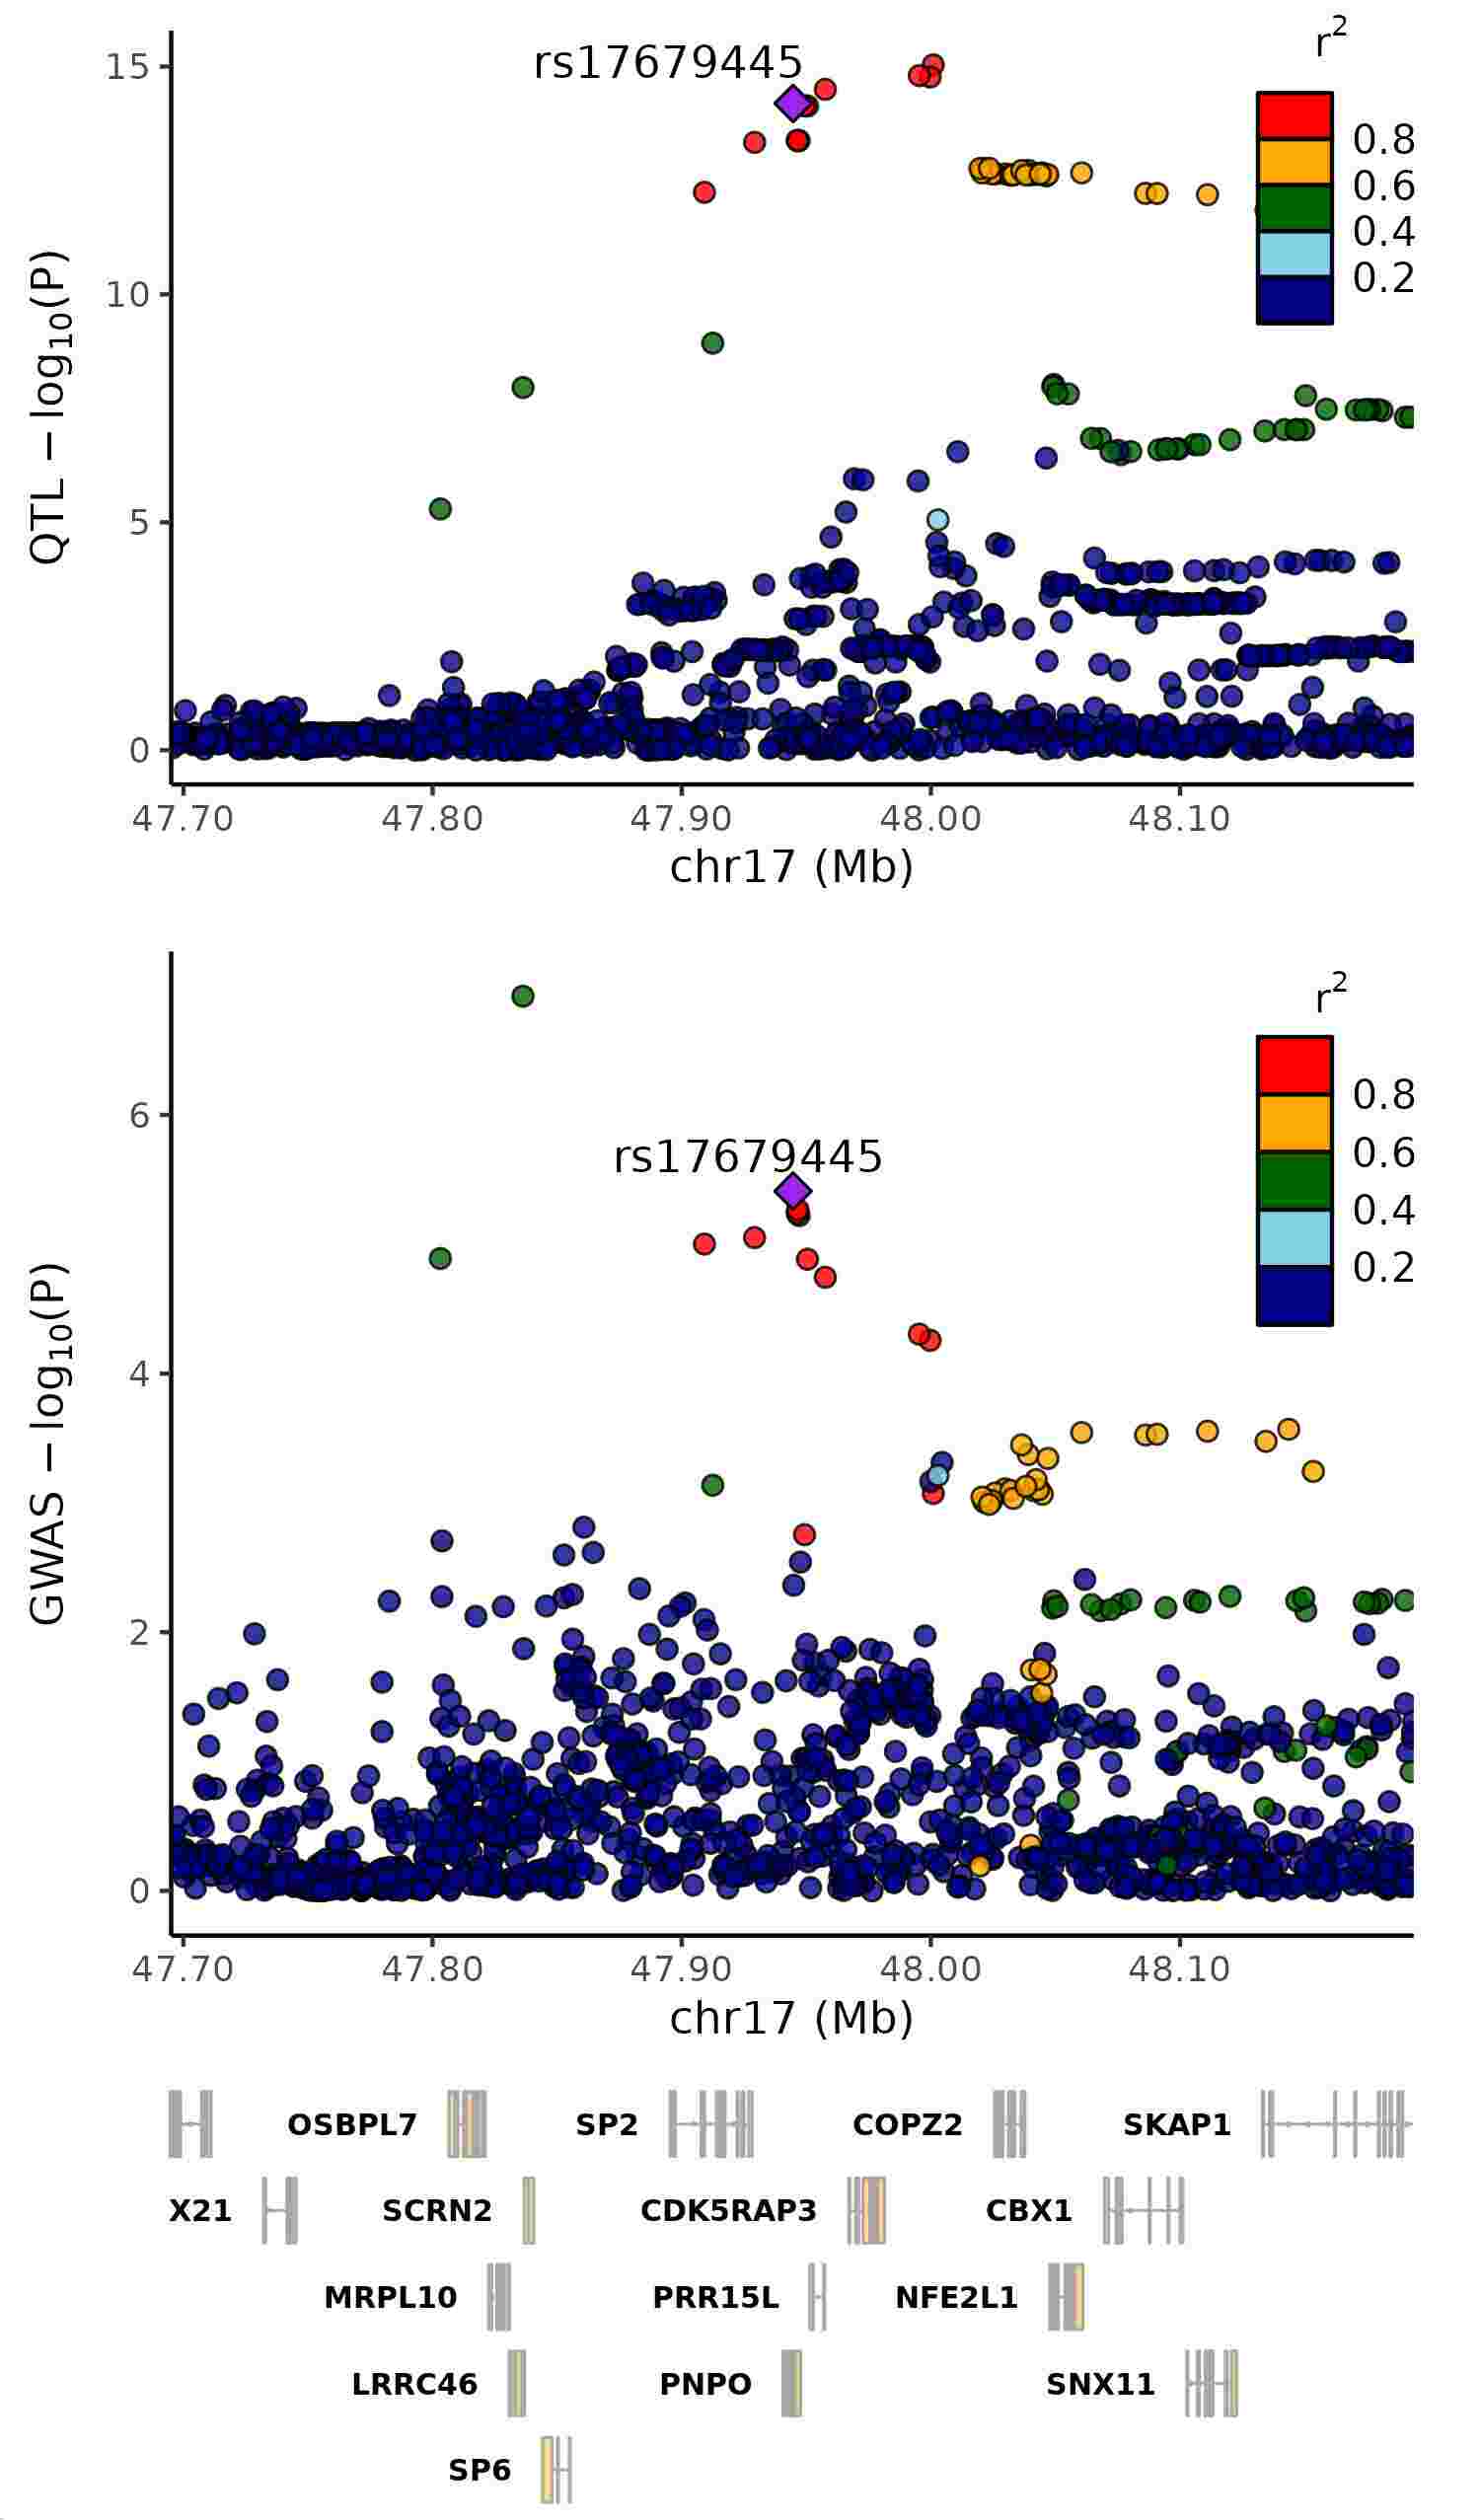 r2
15
rs17679445
0.8
0.6
0.4
0.2
10
5
0
QTL − log10(P)
47.70 47.80 47.90 48.00 48.10
chr17 (Mb)
r2
6
rs17679445
0.8
0.6
0.4
0.2
4
2
0
GWAS − log10(P)
47.70 47.80 47.90 48.00 48.10
chr17 (Mb)
OSBPL7 SP2 COPZ2 SKAP1
X21 SCRN2 CDK5RAP3 CBX1
MRPL10 PRR15L NFE2L1
LRRC46 PNPO SNX11
SP6